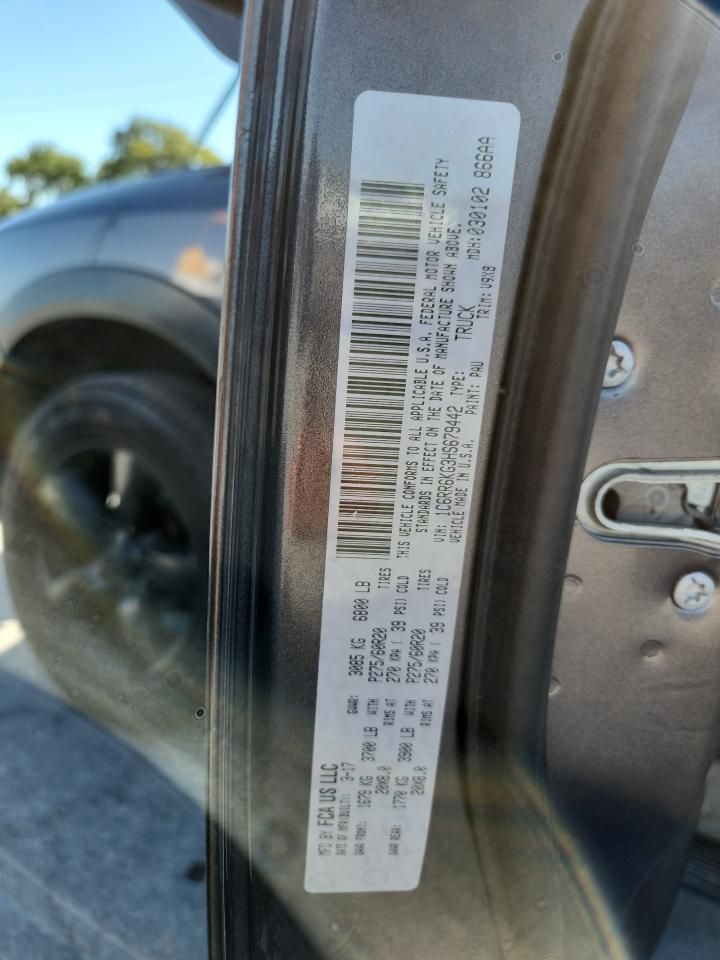 MFD BY FCA US LLC
DATE OF MFR(BUILT): 3-17 GVWR: 3085 KG 6800 LB
GAWR FRONT: 1679 KG 3700 LB WITH P275/60R20 TIRES
20X8.0 RIMS AT 270 KPA ( 39 PSI) COLD
GAWR REAR: 1770 KG 3900 LB WITH P275/60R20 TIRES
20X8.0 RIMS AT 270 KPA ( 39 PSI) COLD
THIS VEHICLE CONFORMS TO ALL APPLICABLE U.S.A. FEDERAL MOTOR VEHICLE SAFETY
STANDARDS IN EFFECT ON THE DATE OF MANUFACTURE SHOWN ABOVE.
VIN: 1C6RR6KG3HS679442 TYPE: TRUCK MDH:030102 866AA
VEHICLE MADE IN U.S.A. PAINT: PAU TRIM: V9X8